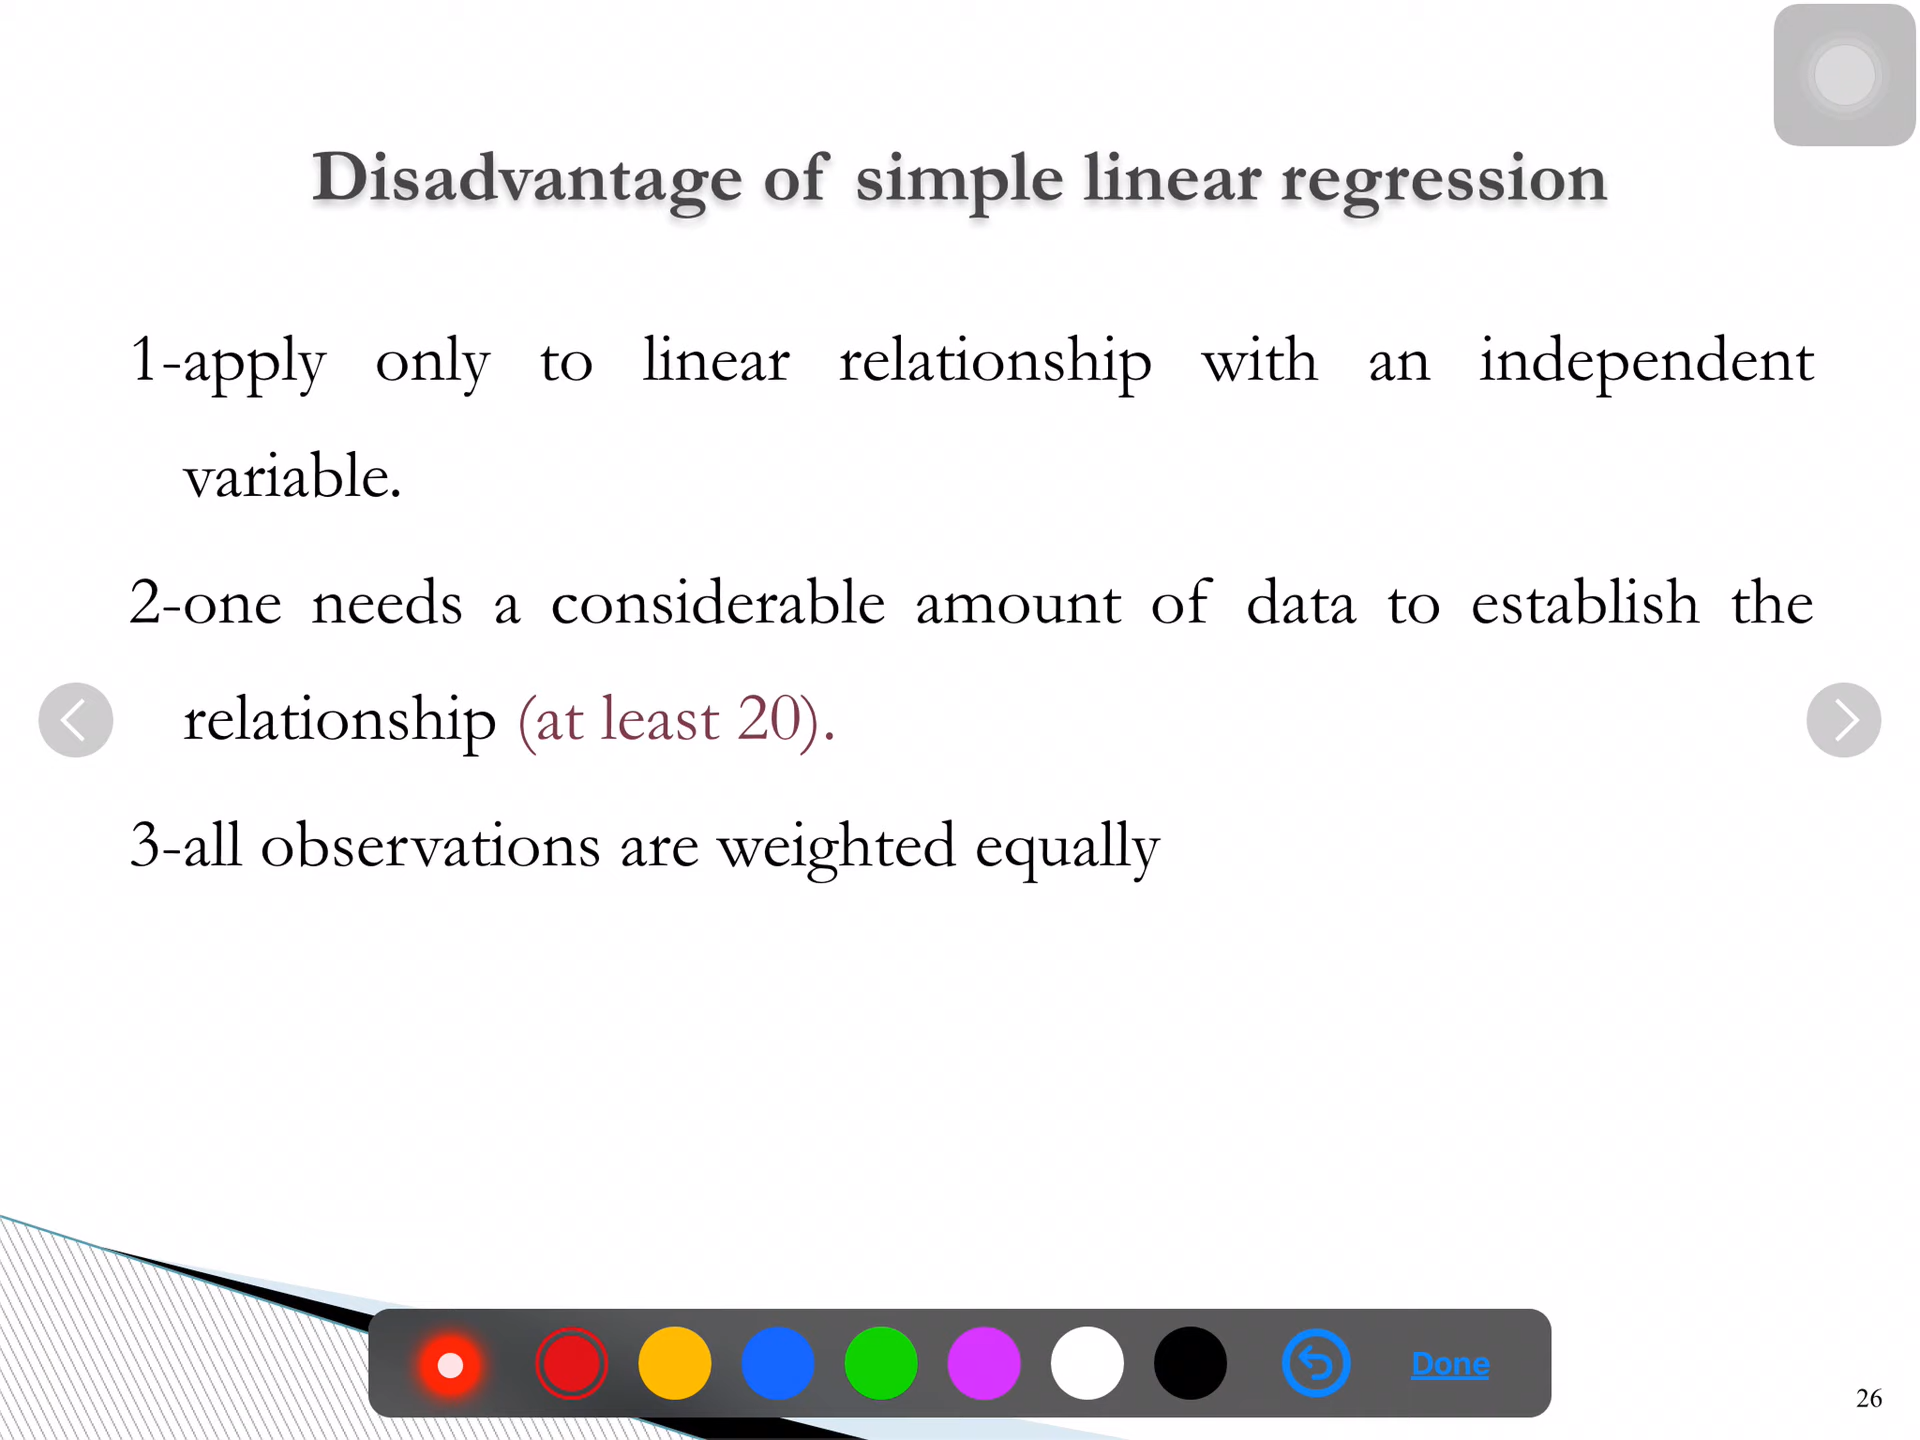 Disadvantage of simple linear regression
1-apply only to linear relationship with an independent
variable.
2-one needs a considerable amount of data to establish the
relationship (at least 20).
3-all observations are weighted equally
Done
26